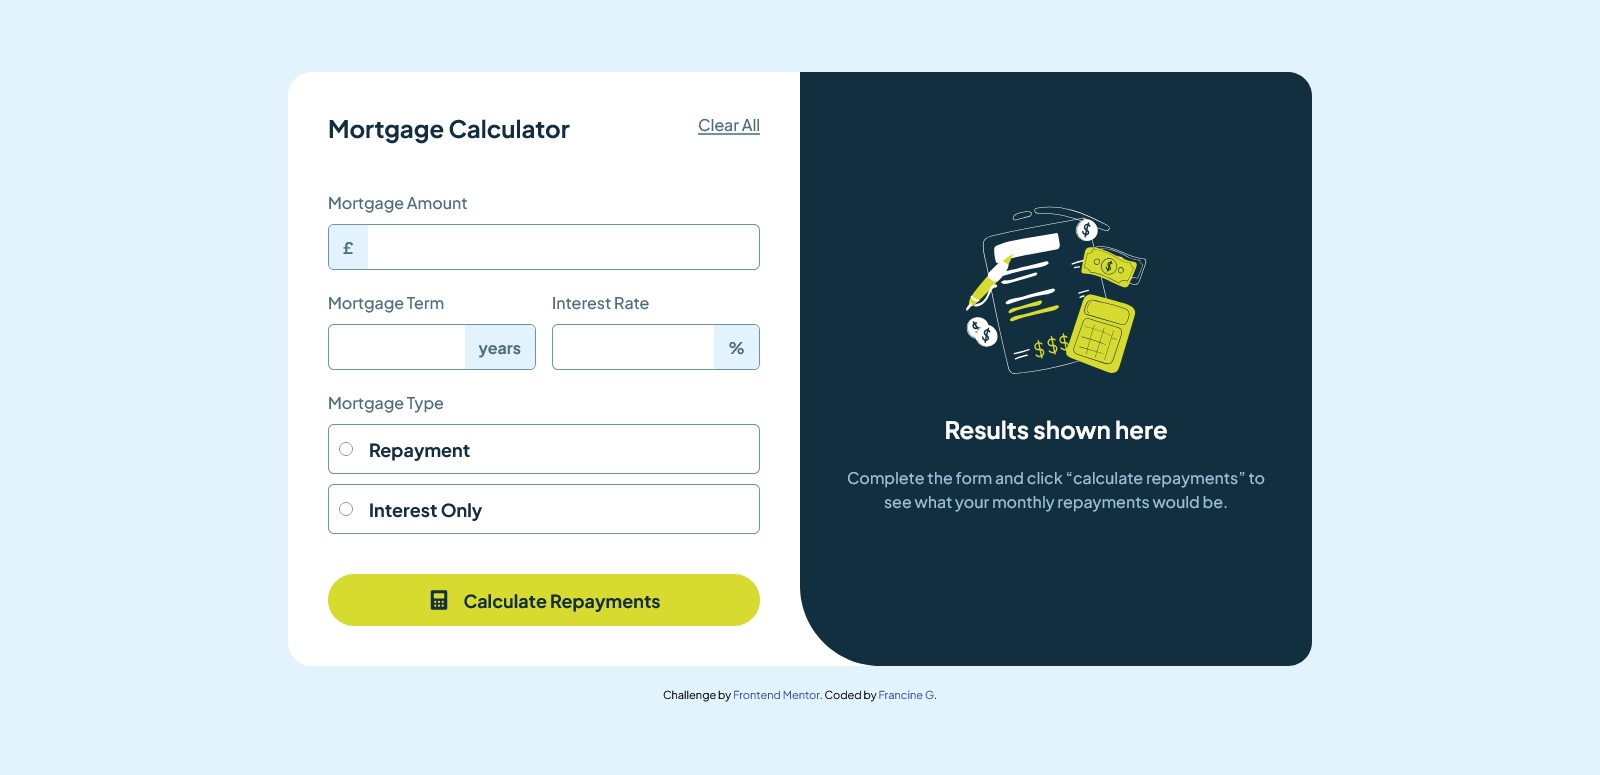 Mortgage Calculator
Clear All
Mortgage Amount
£
Mortgage Term
Interest Rate
years
%
Mortgage Type
Repayment
Interest Only
Calculate Repayments
$
$
$
$
$$$
Results shown here
Complete the form and click “calculate repayments” to
see what your monthly repayments would be.
Challenge by Frontend Mentor. Coded by Francine G.